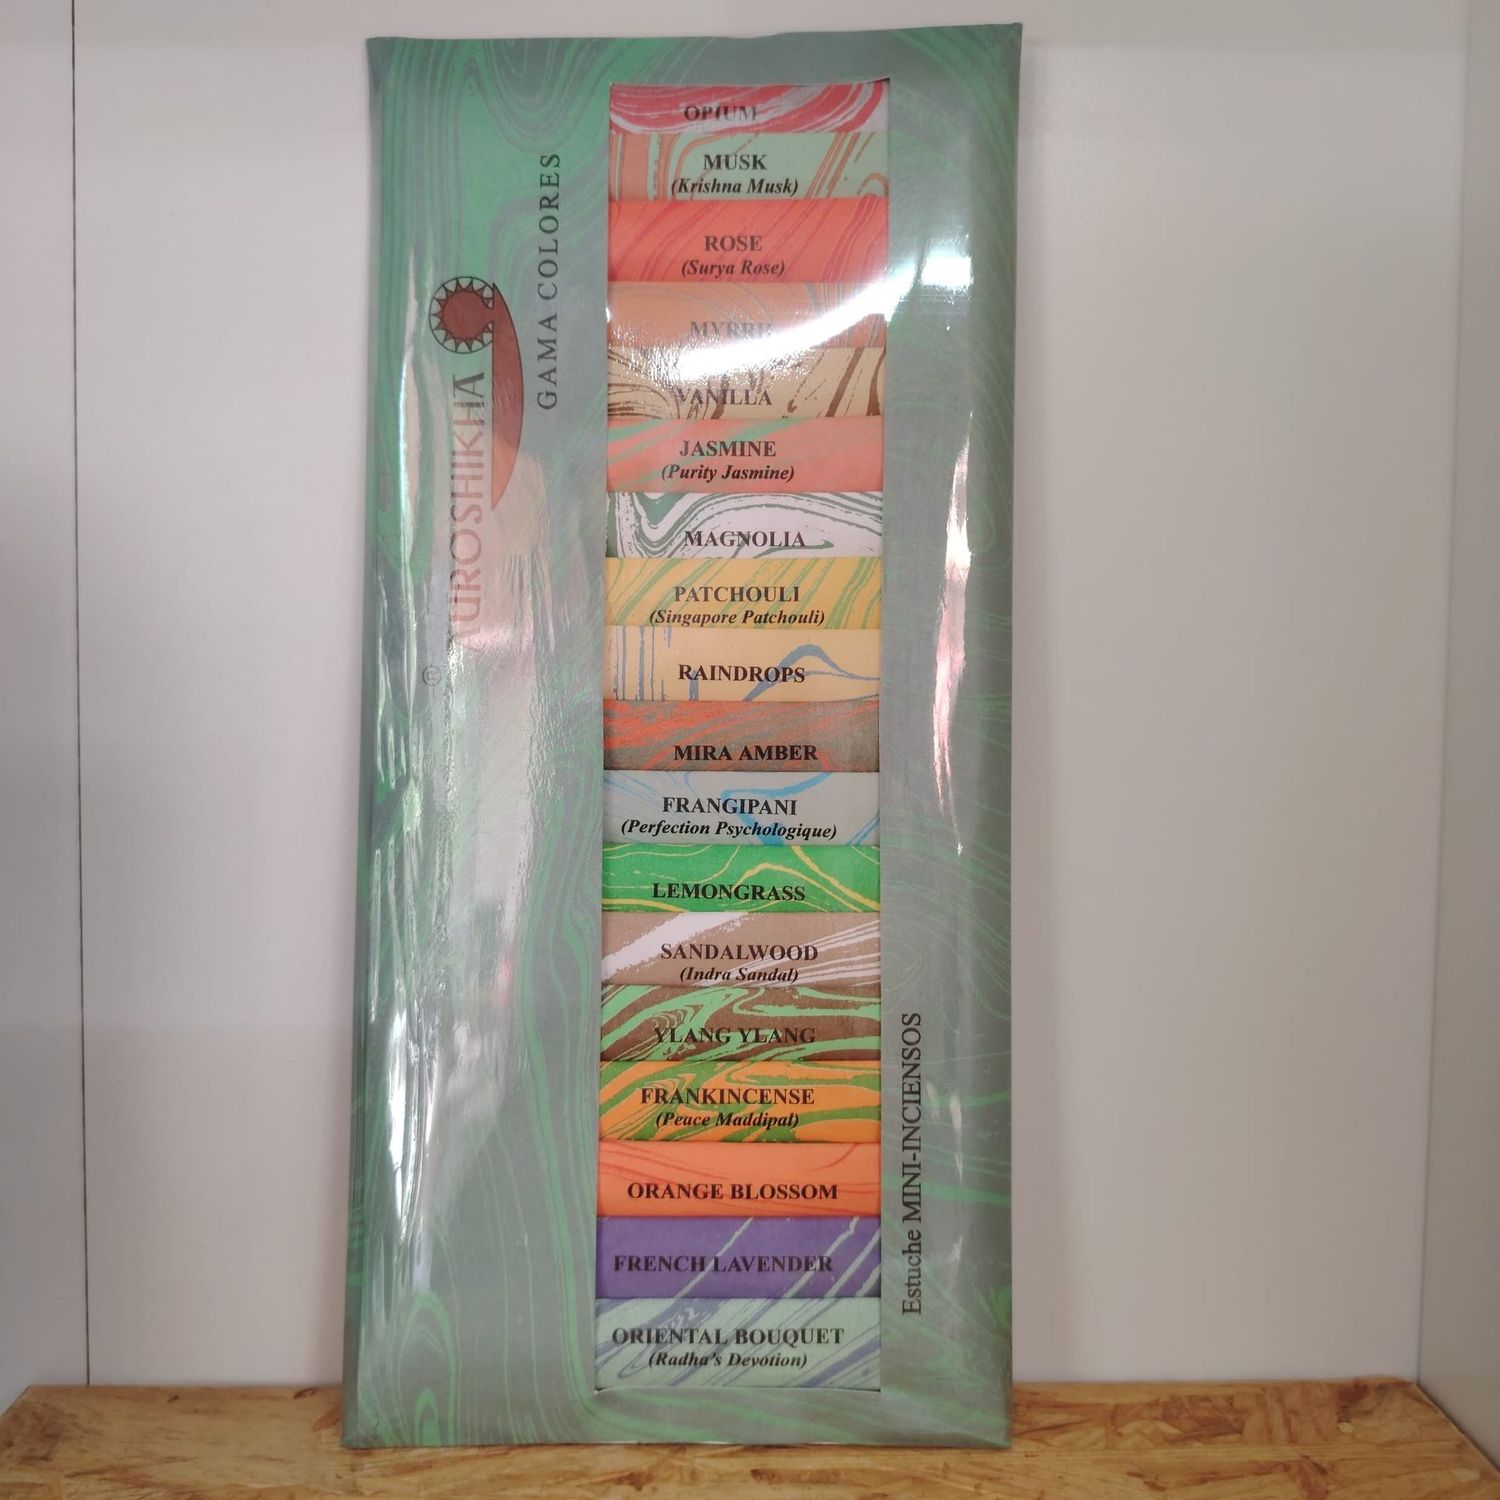 AUROSHIKHA
®
GAMA COLORES
OPIUM
MUSK
(Krishna Musk)
ROSE
(Surya Rose)
MYRRH
VANILLA
JASMINE
(Purity Jasmine)
MAGNOLIA
PATCHOULI
(Singapore Patchouli)
RAINDROPS
MIRA AMBER
FRANGIPANI
(Perfection Psychologique)
LEMONGRASS
SANDALWOOD
(Indra Sandal)
YLANG YLANG
FRANKINCENSE
(Peace Maddipal)
ORANGE BLOSSOM
FRENCH LAVENDER
ORIENTAL BOUQUET
(Radha's Devotion)
Estuche MINI-INCIENSOS